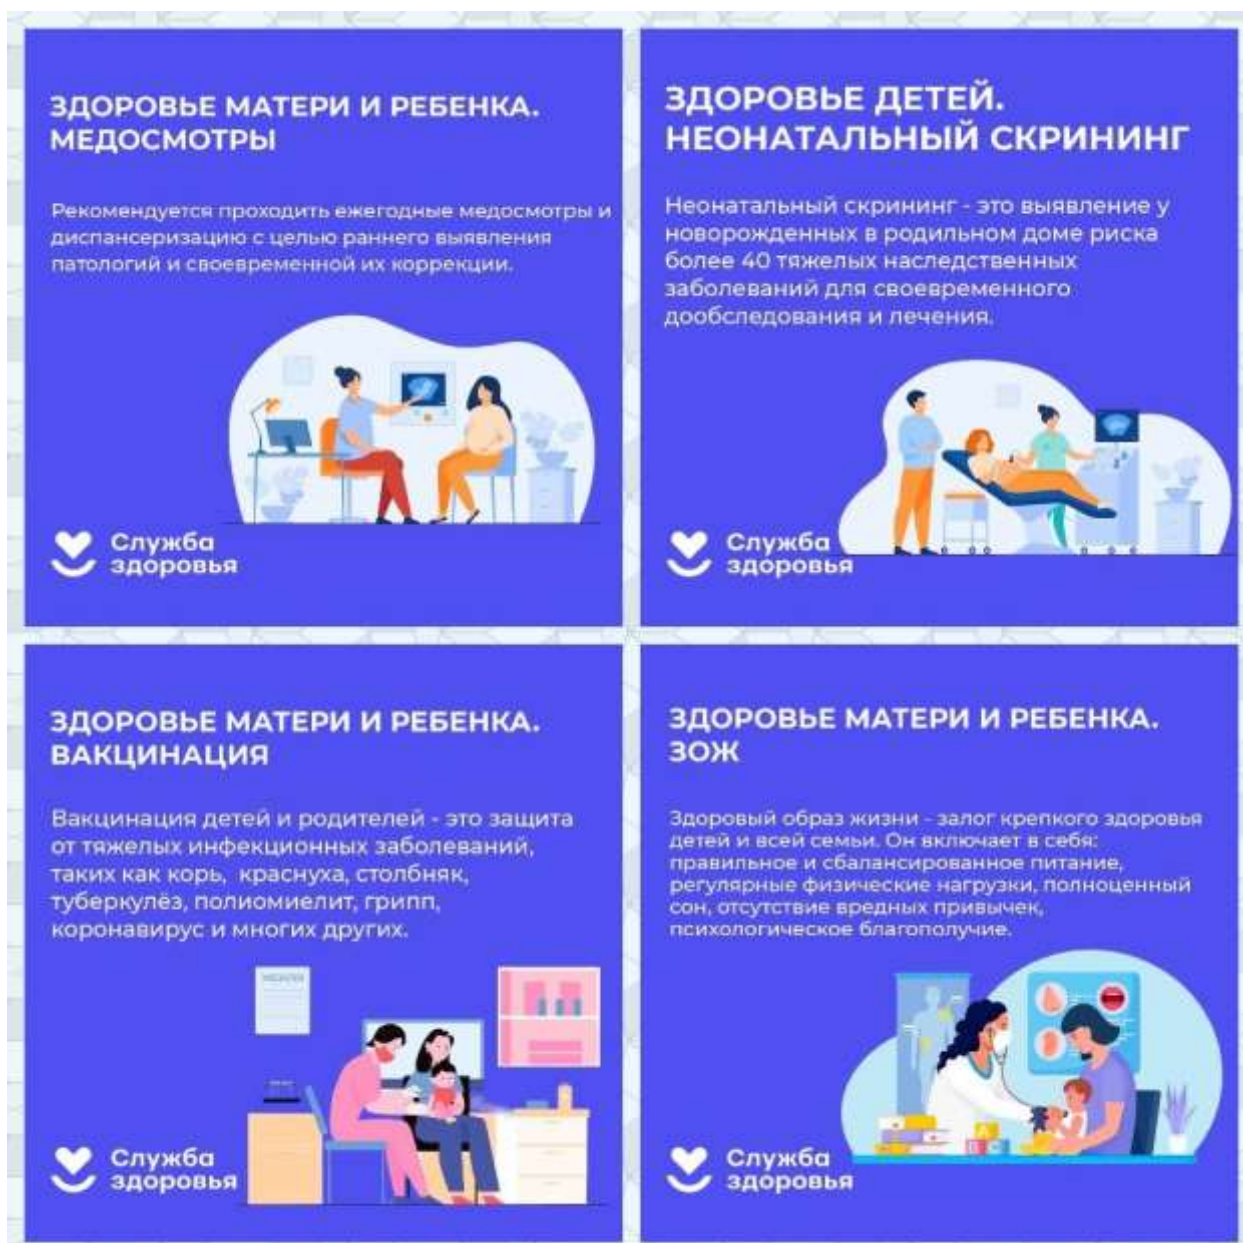 ЗДОРОВЬЕ МАТЕРИ И РЕБЕНКА.
МЕДОСМОТРЫ
Рекомендуется проходить ежегодные медосмотры и
диспансеризацию с целью раннего выявления
патологий и своевременной их коррекции.
Служба
здоровья
ЗДОРОВЬЕ ДЕТЕЙ.
НЕОНАТАЛЬНЫЙ СКРИНИНГ
Неонатальный скрининг - это выявление у
новорожденных в родильном доме риска
более 40 тяжелых наследственных
заболеваний для своевременного
дообследования и лечения.
Служба
здоровья
ЗДОРОВЬЕ МАТЕРИ И РЕБЕНКА.
ВАКЦИНАЦИЯ
Вакцинация детей и родителей - это защита
от тяжелых инфекционных заболеваний,
таких как корь, краснуха, столбняк,
туберкулёз, полиомиелит, грипп,
коронавирус и многих других.
Служба
здоровья
ЗДОРОВЬЕ МАТЕРИ И РЕБЕНКА.
ЗОЖ
Здоровый образ жизни - залог крепкого здоровья
детей и всей семьи. Он включает в себя:
правильное и сбалансированное питание,
регулярные физические нагрузки, полноценный
сон, отсутствие вредных привычек,
психологическое благополучие.
A
B C
Служба
здоровья